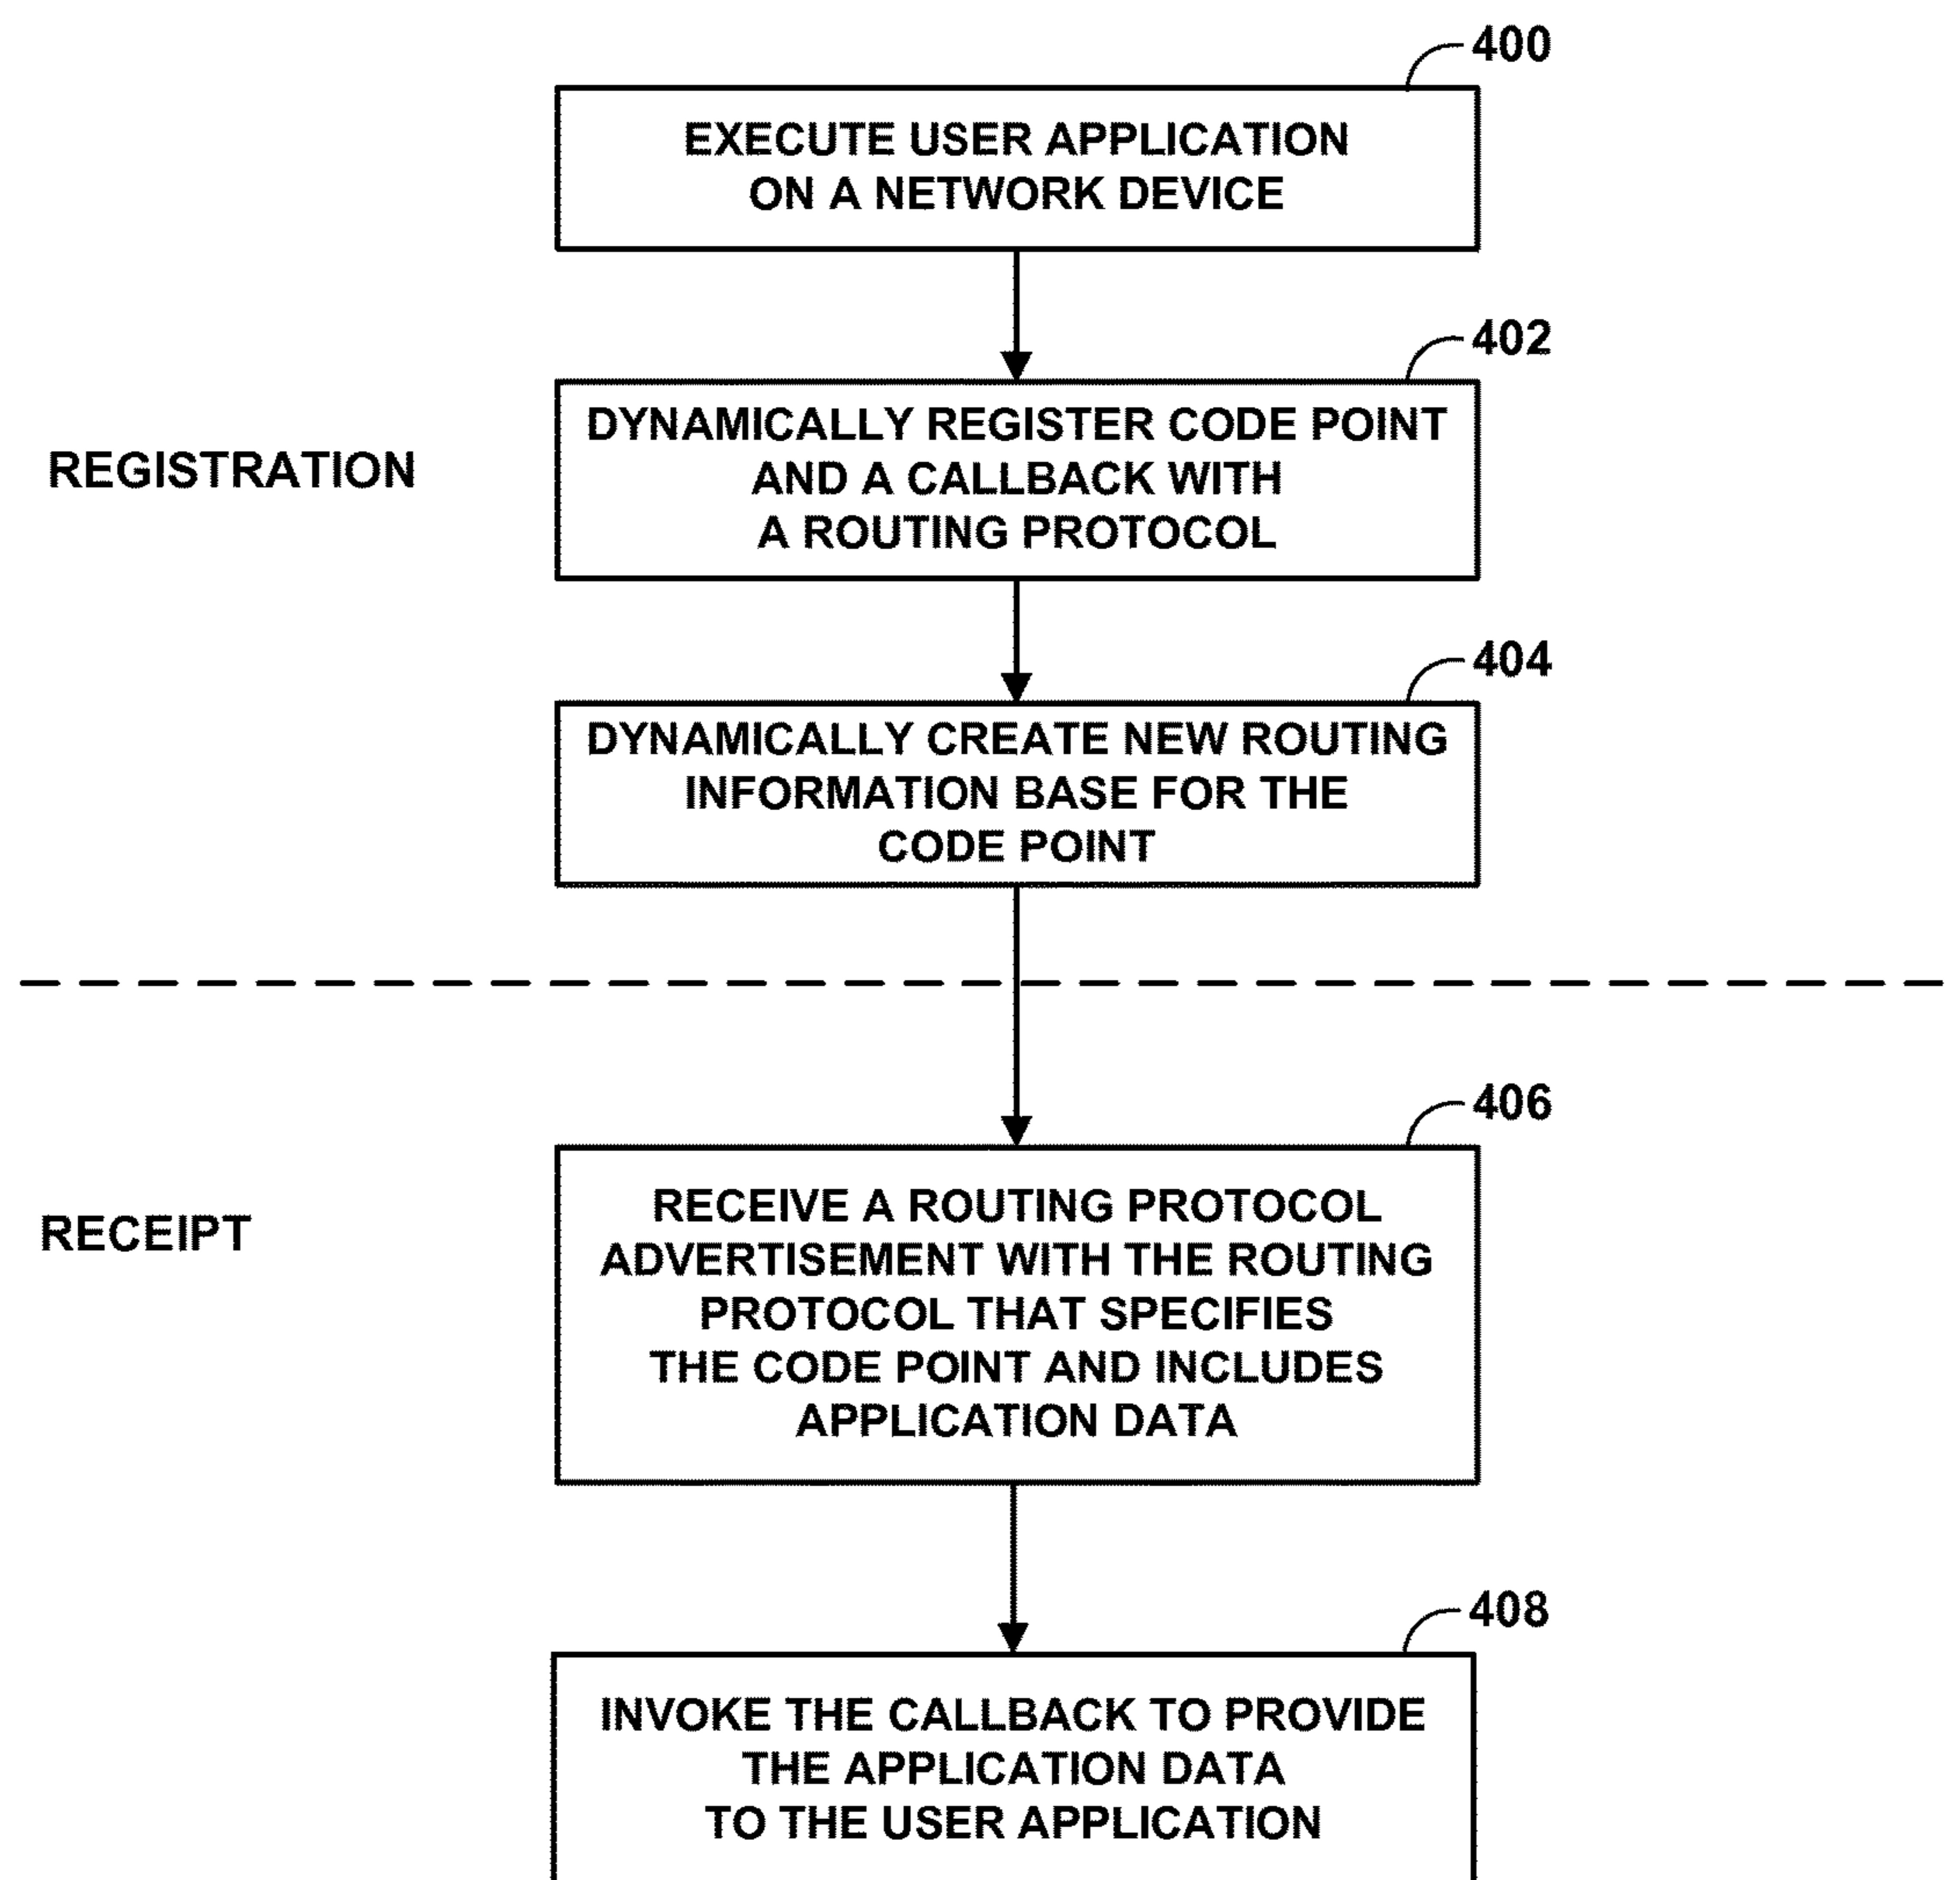 400
EXECUTE USER APPLICATION
ON A NETWORK DEVICE
402
REGISTRATION
DYNAMICALLY REGISTER CODE POINT
AND A CALLBACK WITH
A ROUTING PROTOCOL
404
DYNAMICALLY CREATE NEW ROUTING
INFORMATION BASE FOR THE
CODE POINT
406
RECEIPT
RECEIVE A ROUTING PROTOCOL
ADVERTISEMENT WITH THE ROUTING
PROTOCOL THAT SPECIFIES
THE CODE POINT AND INCLUDES
APPLICATION DATA
408
INVOKE THE CALLBACK TO PROVIDE
THE APPLICATION DATA
TO THE USER APPLICATION